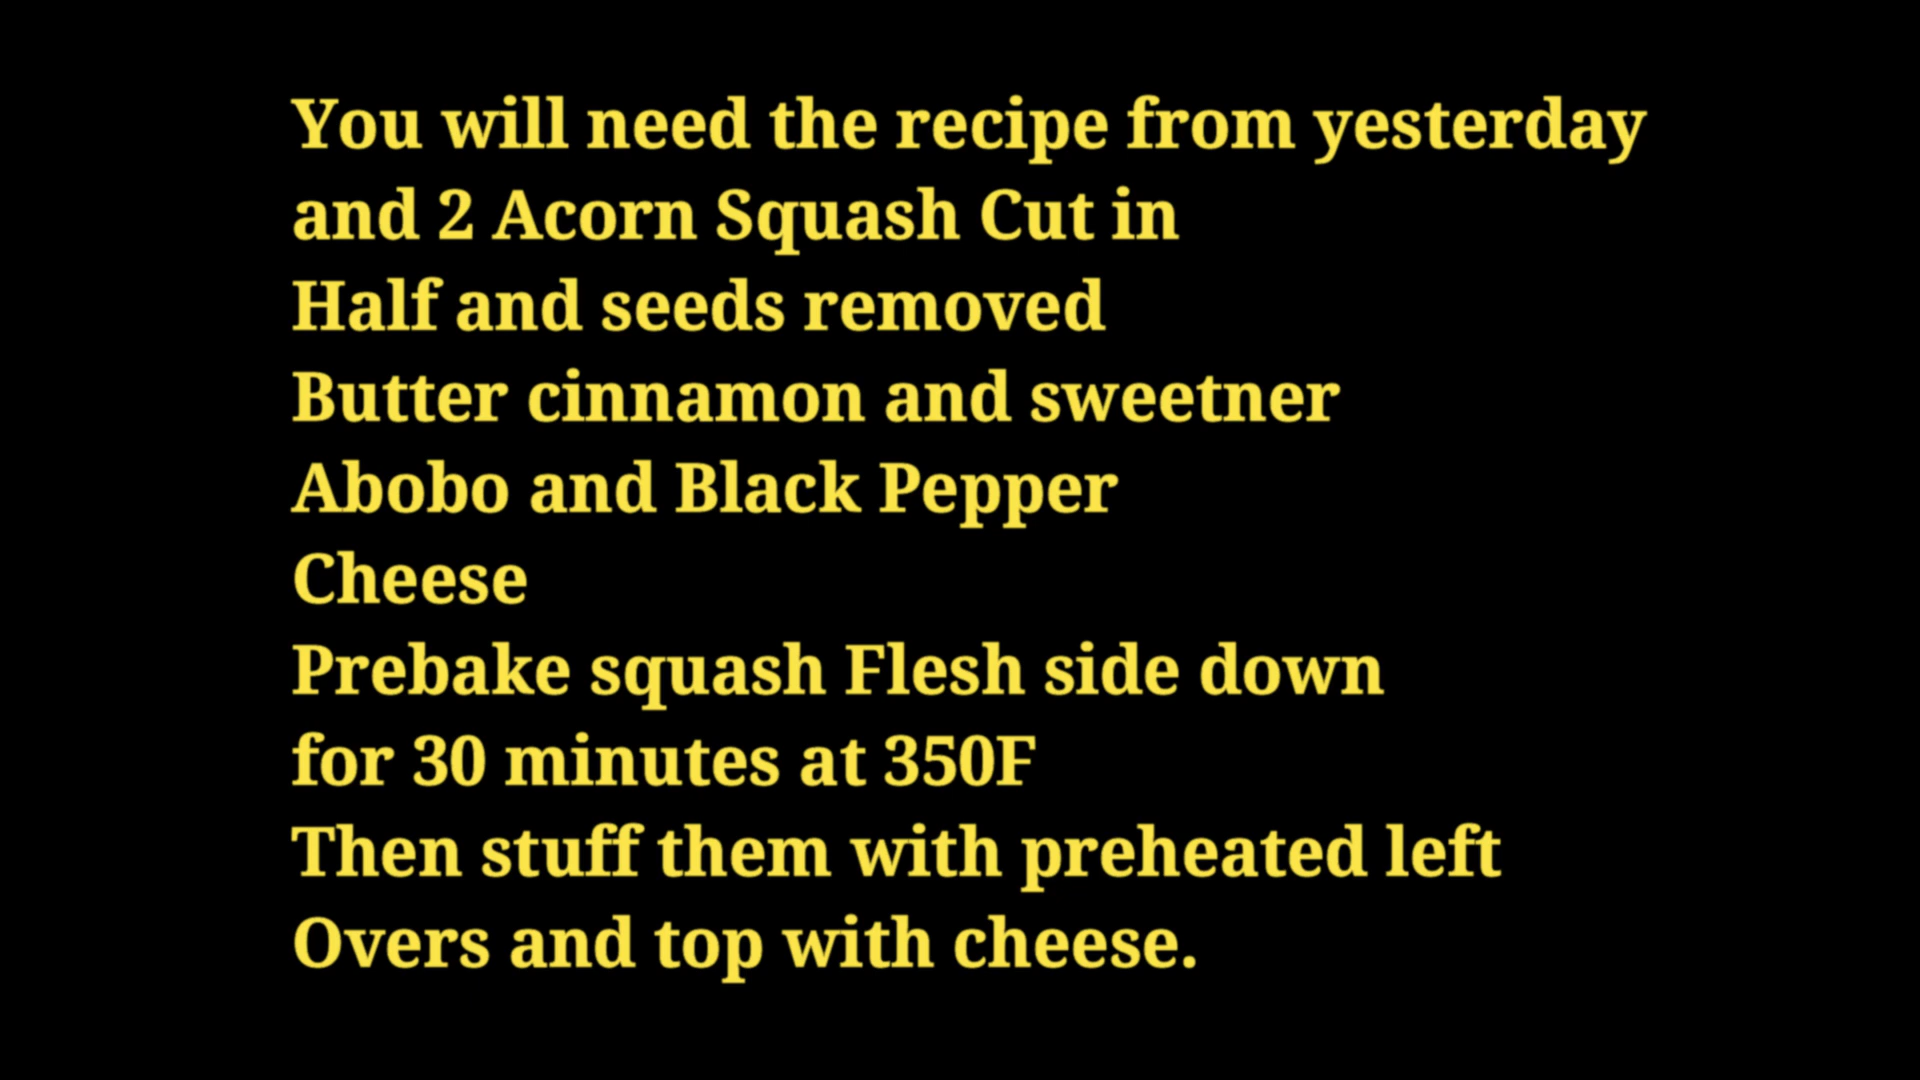 You will need the recipe from yesterday
and 2 Acorn Squash Cut in
Half and seeds removed
Butter cinnamon and sweetner
Abobo and Black Pepper
Cheese
Prebake squash Flesh side down
for 30 minutes at 350F
Then stuff them with preheated left
Overs and top with cheese.